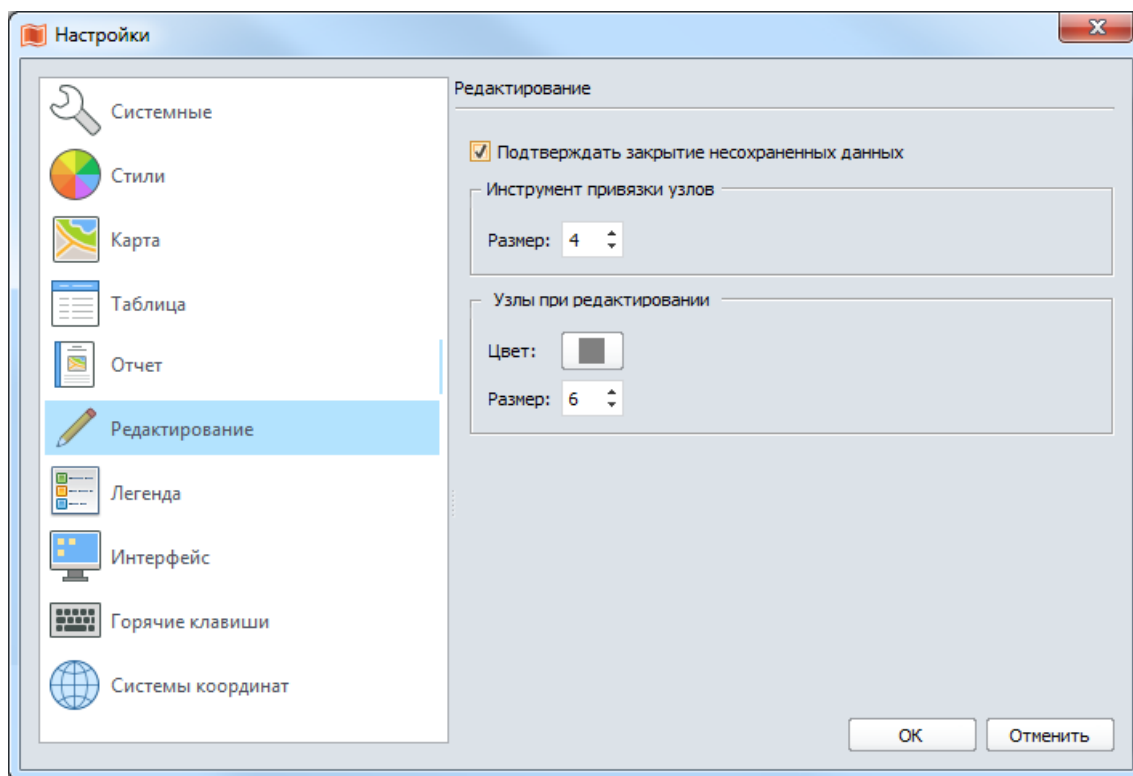 Настройки
Системные
Стили
Карта
Таблица
Отчет
Редактирование
Легенда
Интерфейс
Горячие клавиши
Системы координат
Редактирование
Подтверждать закрытие несохраненных данных
Инструмент привязки узлов
Размер: 4
Узлы при редактировании
Цвет:
Размер: 6
ОК
Отменить